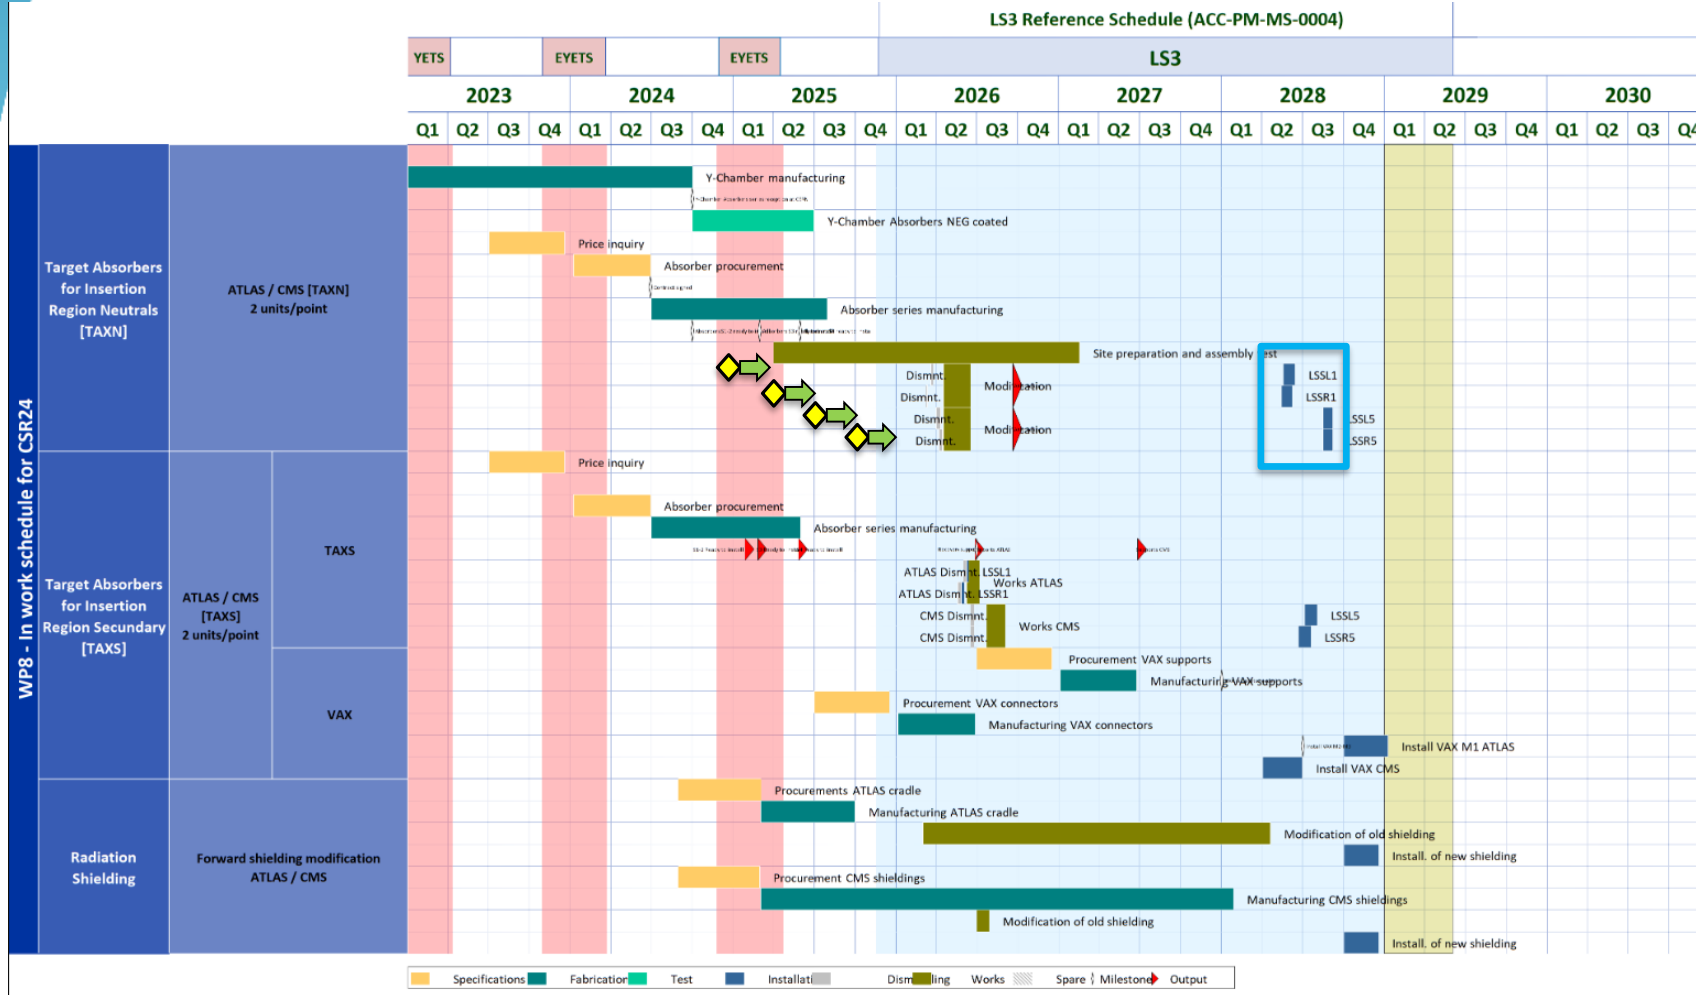 LS3 Reference Schedule (ACC-PM-MS-0004)
YETS EYETS EYETS LS3
2023 2024 2025 2026 2027 2028 2029 2030
Q1 Q2 Q3 Q4 Q1 Q2 Q3 Q4 Q1 Q2 Q3 Q4 Q1 Q2 Q3 Q4 Q1 Q2 Q3 Q4 Q1 Q2 Q3 Q4 Q1 Q2 Q3 Q4 Q1 Q2 Q3 Q4
WP8 - In work schedule for CSR24
Target Absorbers
for Insertion
Region Neutrals
[TAXN]
ATLAS / CMS [TAXN]
2 units/point
Y-Chamber manufacturing
Y-Chamber Absorbers NEG coated
Price inquiry
Absorber procurement
Contract signed
Absorber series manufacturing
Site preparation and assembly test
Dismnt.
Modification
LSSL1
Dismnt.
LSSR1
Dismnt.
Modification
LSSL5
Dismnt.
LSSR5
Target Absorbers
for Insertion
Region Secundary
[TAXS]
ATLAS / CMS
[TAXS]
2 units/point
TAXS
Price inquiry
Absorber procurement
Absorber series manufacturing
ATLAS Dismnt. LSSL1
Works ATLAS
ATLAS Dismnt. LSSR1
CMS Dismnt.
LSSL5
Works CMS
CMS Dismnt.
LSSR5
VAX
Procurement VAX supports
Manufacturing VAX supports
Procurement VAX connectors
Manufacturing VAX connectors
Install VAX M1 ATLAS
Install VAX CMS
Radiation
Shielding
Forward shielding modification
ATLAS / CMS
Procurements ATLAS cradle
Manufacturing ATLAS cradle
Modification of old shielding
Install. of new shielding
Procurement CMS shieldings
Manufacturing CMS shieldings
Modification of old shielding
Install. of new shielding
Specifications Fabrication Test Installati Dismantling Works Spare Milestone Output